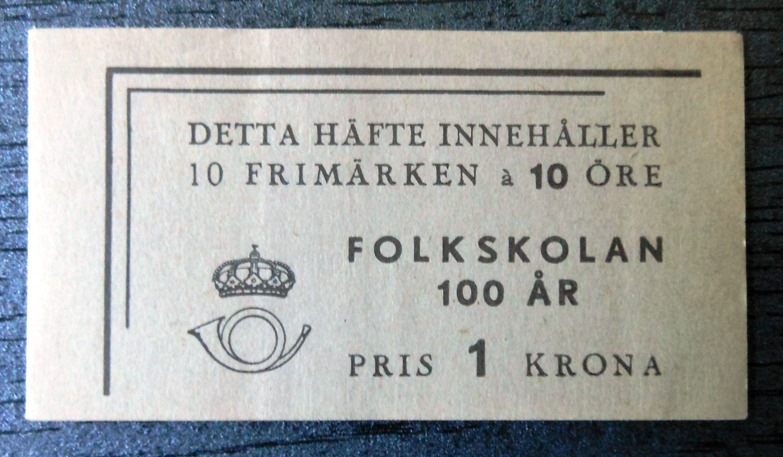 DETTA HÄFTE INNEHÅLLER
10 FRIMÄRKEN à 10 ÖRE
FOLKSKOLAN
100 ÅR
PRIS 1 KRONA